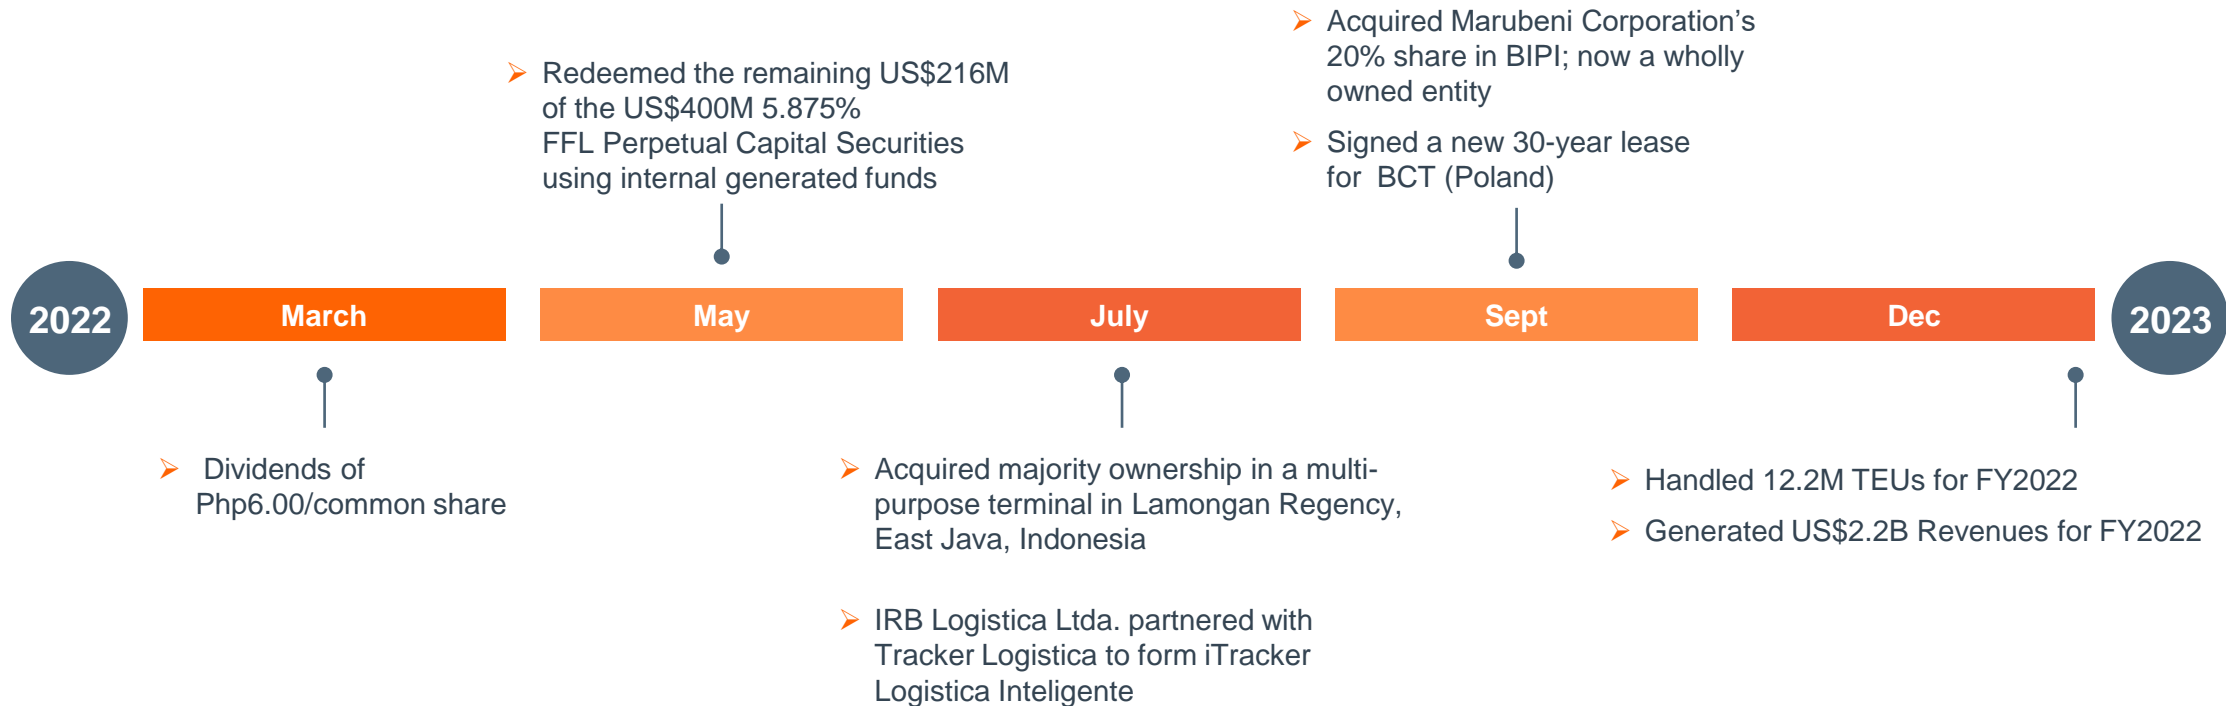 ➢ Acquired Marubeni Corporation’s
20% share in BIPI; now a wholly
owned entity
➢ Signed a new 30-year lease
for BCT (Poland)
➢ Redeemed the remaining US$216M
of the US$400M 5.875%
FFL Perpetual Capital Securities
using internal generated funds
2022
March
May
July
Sept
Dec
2023
➢ Dividends of
Php6.00/common share
➢ Acquired majority ownership in a multi-
purpose terminal in Lamongan Regency,
East Java, Indonesia
➢ IRB Logistica Ltda. partnered with
Tracker Logistica to form iTracker
Logistica Inteligente
➢ Handled 12.2M TEUs for FY2022
➢ Generated US$2.2B Revenues for FY2022